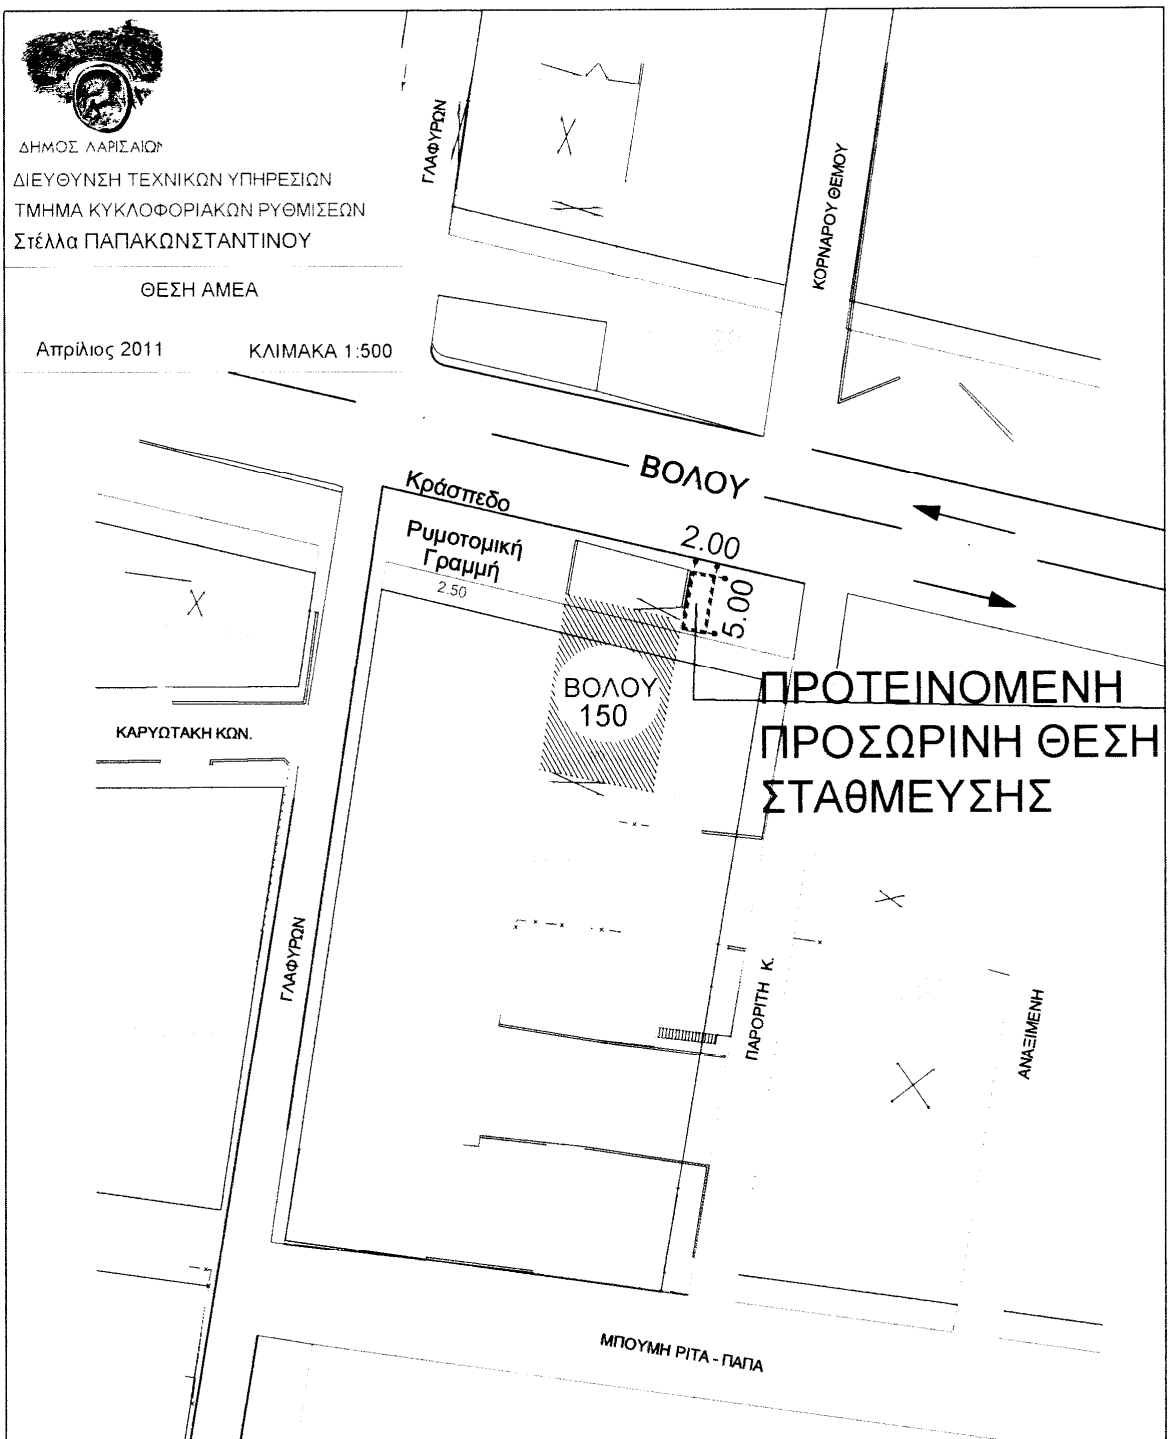 ΔΗΜΟΣ ΛΑΡΙΣΑΙΩΝ
ΔΙΕΥΘΥΝΣΗ ΤΕΧΝΙΚΩΝ ΥΠΗΡΕΣΙΩΝ
ΤΜΗΜΑ ΚΥΚΛΟΦΟΡΙΑΚΩΝ ΡΥΘΜΙΣΕΩΝ
Στέλλα ΠΑΠΑΚΩΝΣΤΑΝΤΙΝΟΥ
ΘΕΣΗ ΑΜΕΑ
Απρίλιος 2011 ΚΛΙΜΑΚΑ 1:500
ΓΛΑΦΥΡΩΝ
ΚΟΡΝΑΡΟΥ ΘΕΜΟΥ
ΒΟΛΟΥ
Κράσπεδο
Ρυμοτομική
Γραμμή
2.50
2.00
5.00
ΒΟΛΟΥ
150
ΠΡΟΤΕΙΝΟΜΕΝΗ
ΠΡΟΣΩΡΙΝΗ ΘΕΣΗ
ΣΤΑΘΜΕΥΣΗΣ
ΚΑΡΥΩΤΑΚΗ ΚΩΝ.
ΓΛΑΦΥΡΩΝ
ΠΑΡΟΡΙΤΗ Κ.
ΑΝΑΞΙΜΕΝΗ
ΜΠΟΥΜΗ ΡΙΤΑ - ΠΑΠΑ